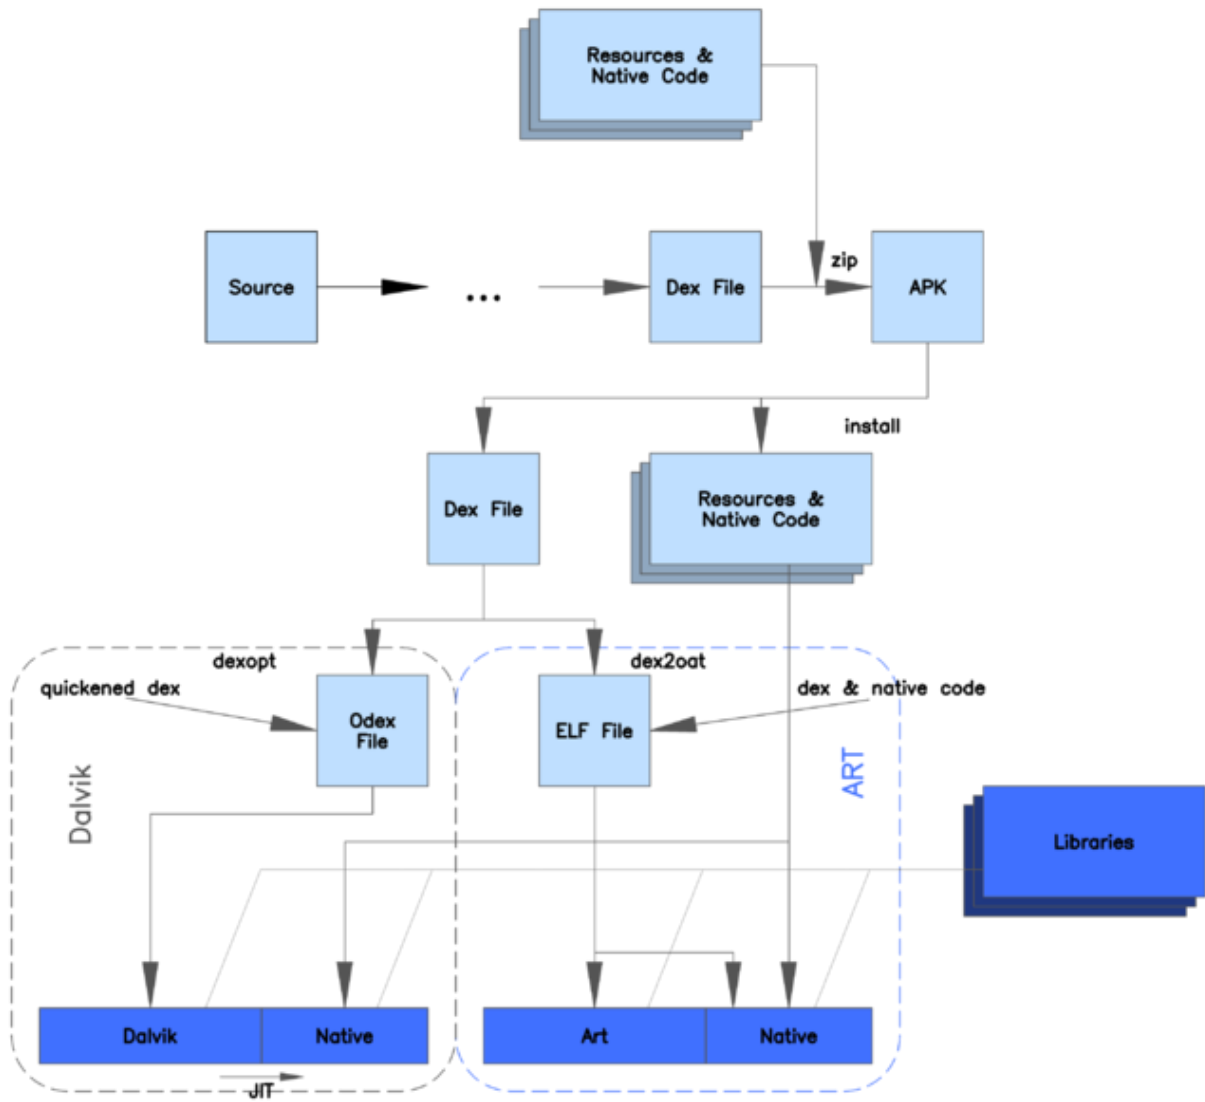 Resources &
Native Code
Source
...
Dex File
zip
APK
install
Dex File
Resources &
Native Code
dexopt
dex2oat
quickened dex
dex & native code
Odex
File
ELF File
Dalvik
ART
Libraries
Dalvik
Native
Art
Native
JIT